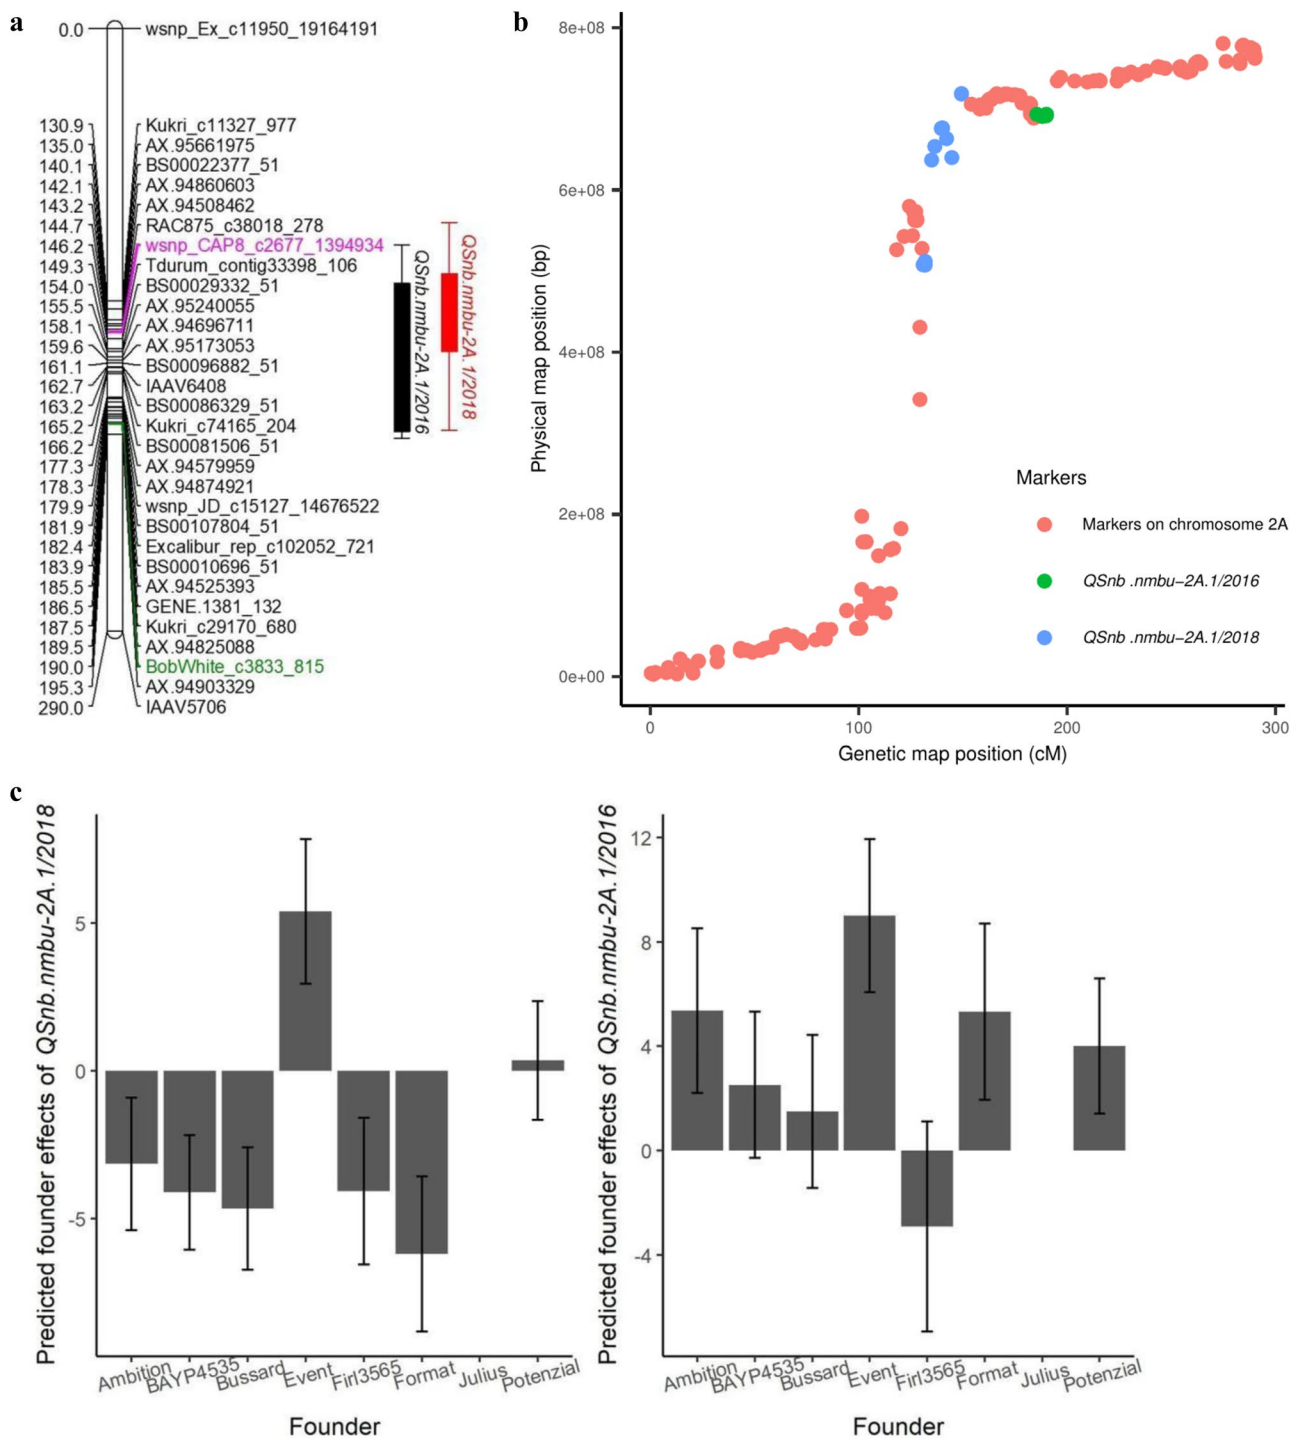 a
0.0 wsnp_Ex_c11950_19164191
130.9 Kukri_c11327_977
135.0 AX.95661975
140.1 BS00022377_51
142.1 AX.94860603
143.2 AX.94508462
144.7 RAC875_c38018_278
146.2 wsnp_CAP8_c2677_1394934
149.3 Tdurum_contig33398_106
154.0 BS00029332_51
155.5 AX.95240055
158.1 AX.94696711
159.6 AX.95173053
161.1 BS00096882_51
162.7 IAAV6408
163.2 BS00086329_51
165.2 Kukri_c74165_204
166.2 BS00081506_51
177.3 AX.94579959
178.3 AX.94874921
179.9 wsnp_JD_c15127_14676522
181.9 BS00107804_51
182.4 Excalibur_rep_c102052_721
183.9 BS00010696_51
185.5 AX.94525393
186.5 GENE.1381_132
187.5 Kukri_c29170_680
189.5 AX.94825088
190.0 BobWhite_c3833_815
195.3 AX.94903329
290.0 IAAV5706
QSnb.nmbu-2A.1/2016
QSnb.nmbu-2A.1/2018
b
Physical map position (bp)
8e+08
6e+08
4e+08
2e+08
0e+00
0 100 200 300
Genetic map position (cM)
Markers
Markers on chromosome 2A
QSnb .nmbu−2A.1/2016
QSnb .nmbu−2A.1/2018
c
Predicted founder effects of QSnb.nmbu-2A.1/2018
5
0
-5
Ambition BAYP4535 Bussard Event Firl3565 Format Julius Potenzial
Founder
Predicted founder effects of QSnb.nmbu-2A.1/2016
12
8
4
0
-4
Ambition BAYP4535 Bussard Event Firl3565 Format Julius Potenzial
Founder